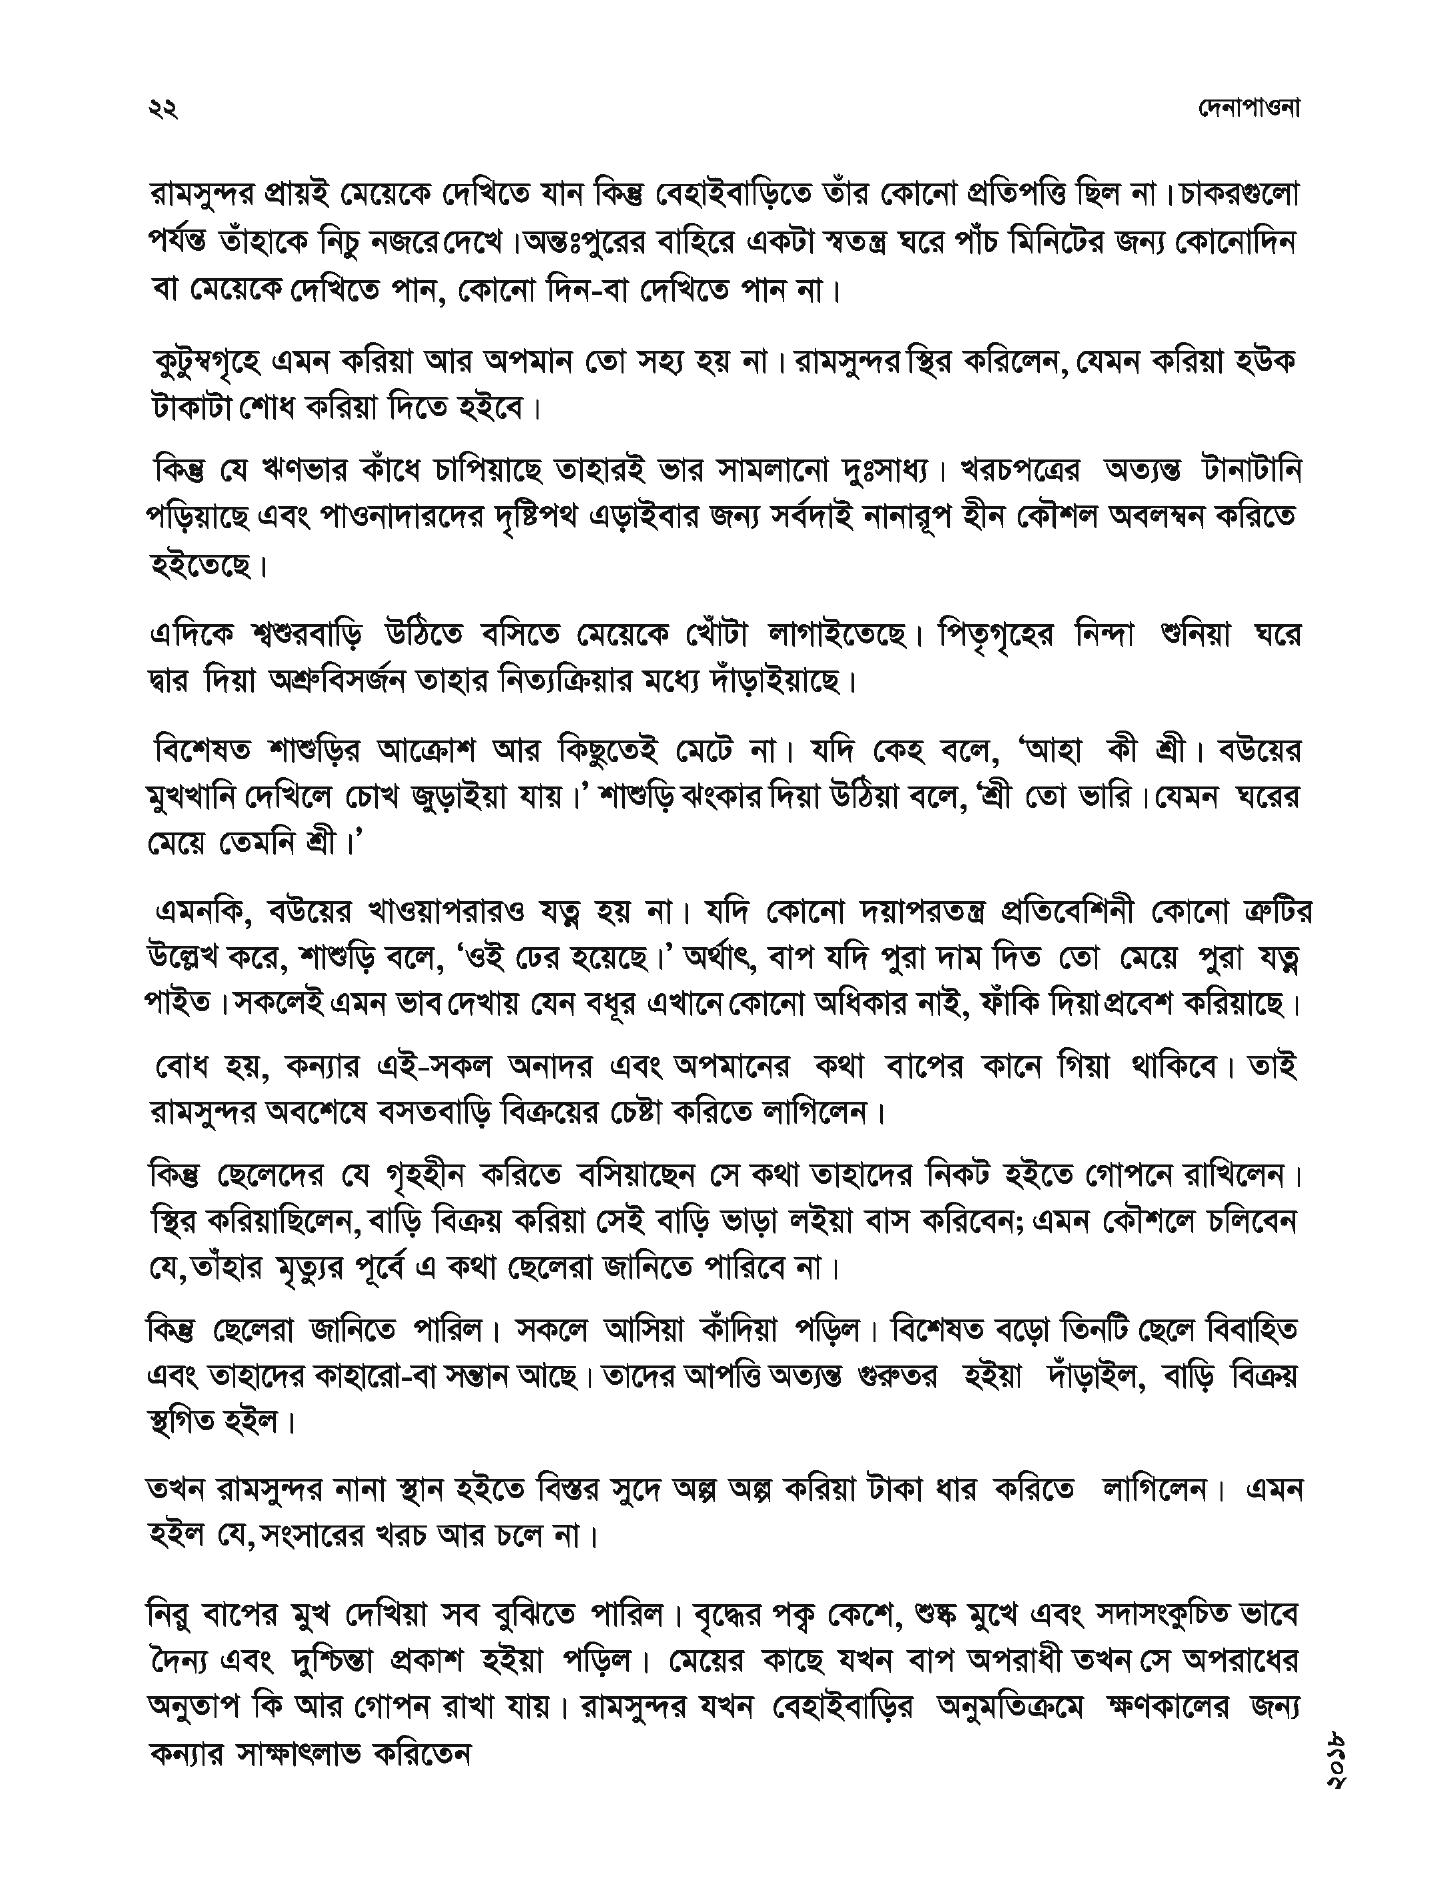 ২২
দেনাপাওনা
রামসুন্দর প্রায়ই মেয়েকে দেখিতে যান কিন্তু বেহাইবাড়িতে তাঁর কোনো প্রতিপত্তি ছিল না। চাকরগুলো
পর্যন্ত তাঁহাকে নিচু নজরে দেখে। অন্তঃপুরের বাহিরে একটা স্বতন্ত্র ঘরে পাঁচ মিনিটের জন্য কোনোদিন
বা মেয়েকে দেখিতে পান, কোনো দিন-বা দেখিতে পান না।
কুটুম্বগৃহে এমন করিয়া আর অপমান তো সহ্য হয় না। রামসুন্দর স্থির করিলেন, যেমন করিয়া হউক
টাকাটা শোধ করিয়া দিতে হইবে।
কিন্তু যে ঋণভার কাঁধে চাপিয়াছে তাহারই ভার সামলানো দুঃসাধ্য। খরচপত্রের অত্যন্ত টানাটানি
পড়িয়াছে এবং পাওনাদারদের দৃষ্টিপথ এড়াইবার জন্য সর্বদাই নানারূপ হীন কৌশল অবলম্বন করিতে
হইতেছে।
এদিকে শ্বশুরবাড়ি উঠিতে বসিতে মেয়েকে খোঁটা লাগাইতেছে। পিতৃগৃহের নিন্দা শুনিয়া ঘরে
দ্বার দিয়া অশ্রুবিসর্জন তাহার নিত্যক্রিয়ার মধ্যে দাঁড়াইয়াছে।
বিশেষত শাশুড়ির আক্রোশ আর কিছুতেই মেটে না। যদি কেহ বলে, ‘আহা কী শ্রী। বউয়ের
মুখখানি দেখিলে চোখ জুড়াইয়া যায়।’ শাশুড়ি ঝংকার দিয়া উঠিয়া বলে, ‘শ্রী তো ভারি। যেমন ঘরের
মেয়ে তেমনি শ্রী।’
এমনকি, বউয়ের খাওয়াপরারও যত্ন হয় না। যদি কোনো দয়াপরতন্ত্র প্রতিবেশিনী কোনো ত্রুটির
উল্লেখ করে, শাশুড়ি বলে, ‘ওই ঢের হয়েছে।’ অর্থাৎ, বাপ যদি পুরা দাম দিত তো মেয়ে পুরা যত্ন
পাইত। সকলেই এমন ভাব দেখায় যেন বধূর এখানে কোনো অধিকার নাই, ফাঁকি দিয়া প্রবেশ করিয়াছে।
বোধ হয়, কন্যার এই-সকল অনাদর এবং অপমানের কথা বাপের কানে গিয়া থাকিবে। তাই
রামসুন্দর অবশেষে বসতবাড়ি বিক্রয়ের চেষ্টা করিতে লাগিলেন।
কিন্তু ছেলেদের যে গৃহহীন করিতে বসিয়াছেন সে কথা তাহাদের নিকট হইতে গোপনে রাখিলেন।
স্থির করিয়াছিলেন, বাড়ি বিক্রয় করিয়া সেই বাড়ি ভাড়া লইয়া বাস করিবেন; এমন কৌশলে চলিবেন
যে, তাঁহার মৃত্যুর পূর্বে এ কথা ছেলেরা জানিতে পারিবে না।
কিন্তু ছেলেরা জানিতে পারিল। সকলে আসিয়া কাঁদিয়া পড়িল। বিশেষত বড়ো তিনটি ছেলে বিবাহিত
এবং তাহাদের কাহারো-বা সন্তান আছে। তাদের আপত্তি অত্যন্ত গুরুতর হইয়া দাঁড়াইল, বাড়ি বিক্রয়
স্থগিত হইল।
তখন রামসুন্দর নানা স্থান হইতে বিস্তর সুদে অল্প অল্প করিয়া টাকা ধার করিতে লাগিলেন। এমন
হইল যে, সংসারের খরচ আর চলে না।
নিরু বাপের মুখ দেখিয়া সব বুঝিতে পারিল। বৃদ্ধের পক্ব কেশে, শুষ্ক মুখে এবং সদাসংকুচিত ভাবে
দৈন্য এবং দুশ্চিন্তা প্রকাশ হইয়া পড়িল। মেয়ের কাছে যখন বাপ অপরাধী তখন সে অপরাধের
অনুতাপ কি আর গোপন রাখা যায়। রামসুন্দর যখন বেহাইবাড়ির অনুমতিক্রমে ক্ষণকালের জন্য
কন্যার সাক্ষাৎলাভ করিতেন
২০১৮